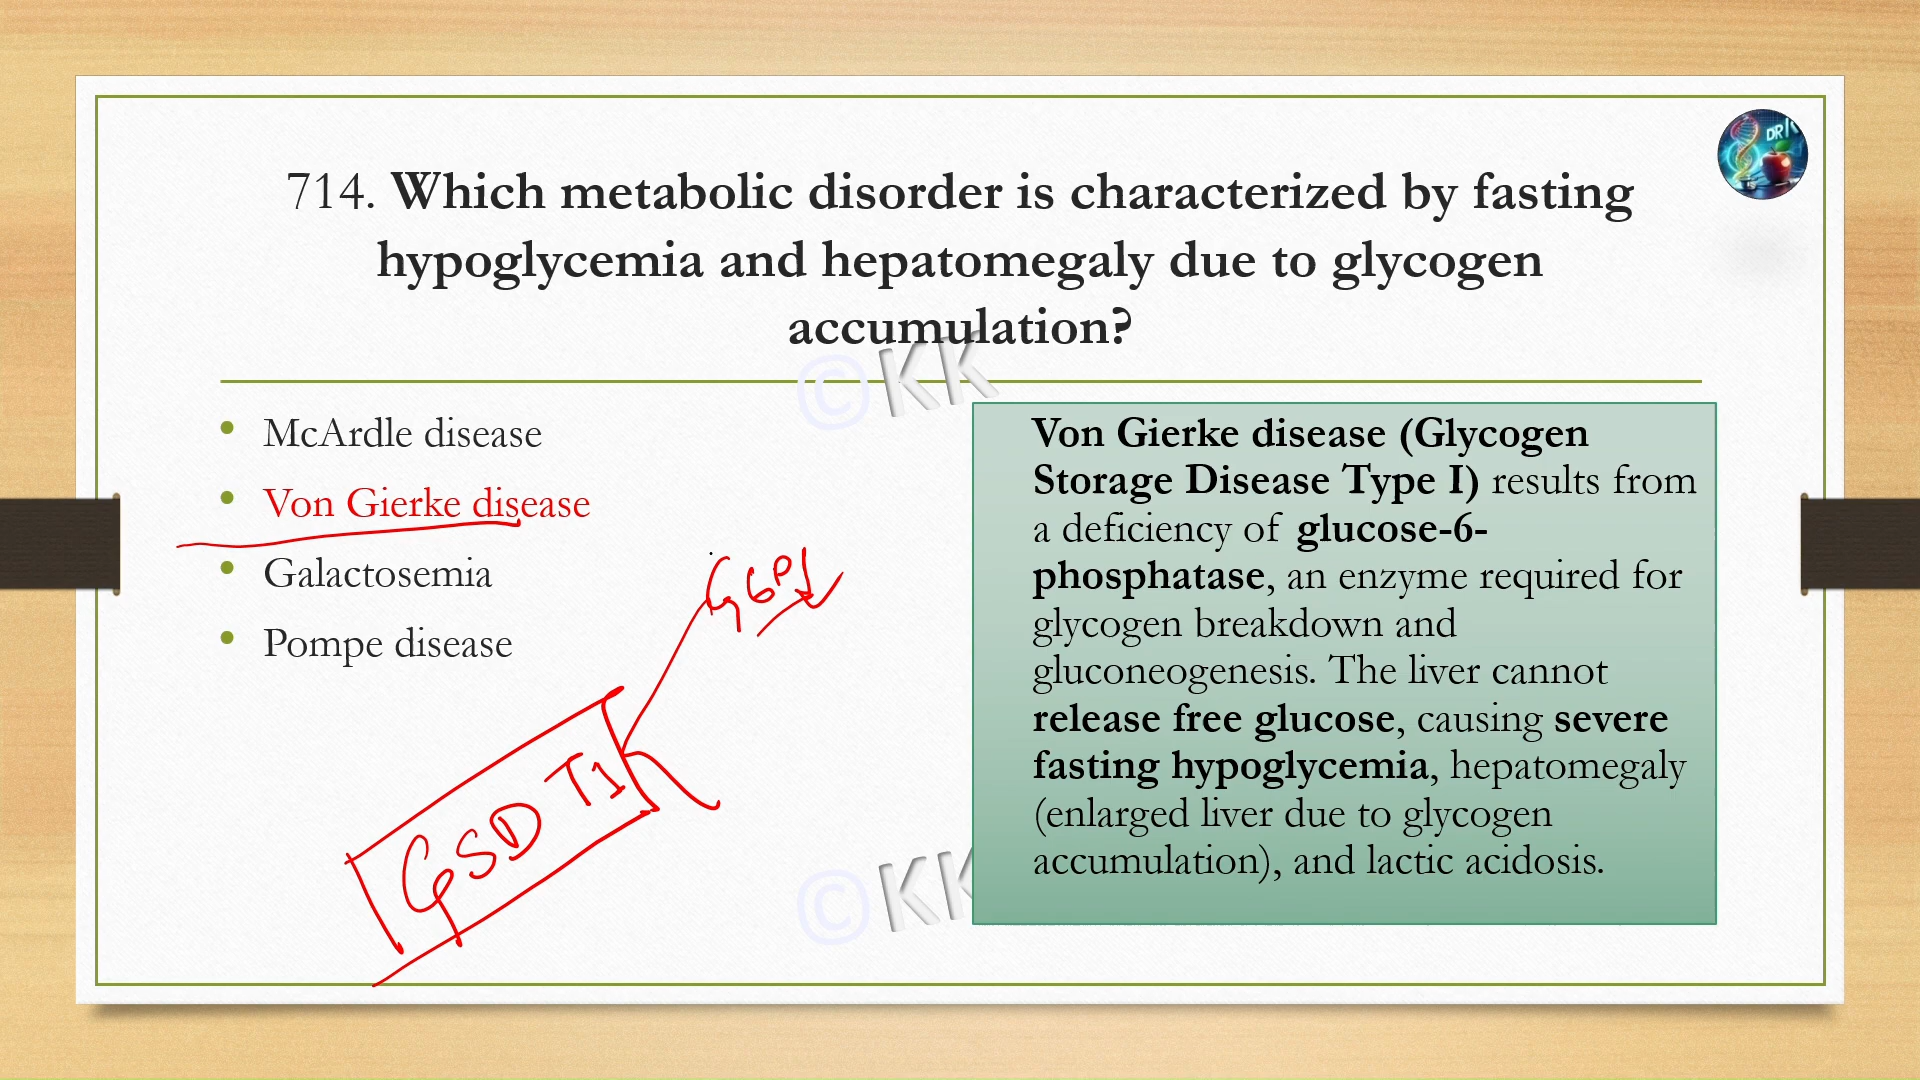 714. Which metabolic disorder is characterized by fasting
hypoglycemia and hepatomegaly due to glycogen
accumulation?
©KK
• McArdle disease
• Von Gierke disease
• Galactosemia
• Pompe disease
G6P↓
GSD T1
©KK
Von Gierke disease (Glycogen
Storage Disease Type I) results from
a deficiency of glucose-6-
phosphatase, an enzyme required for
glycogen breakdown and
gluconeogenesis. The liver cannot
release free glucose, causing severe
fasting hypoglycemia, hepatomegaly
(enlarged liver due to glycogen
accumulation), and lactic acidosis.